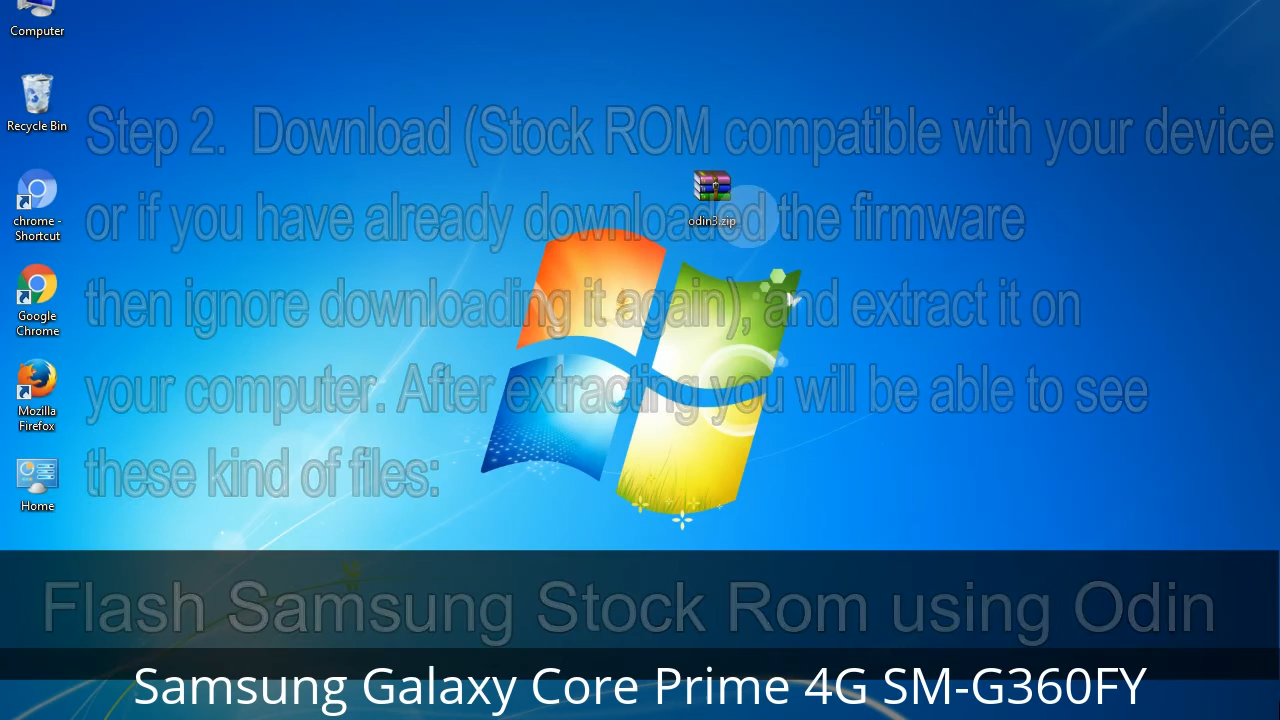 Computer
Recycle Bin
chrome -
Shortcut
Google
Chrome
Mozilla
Firefox
Home
odin3.zip
Step 2. Download (Stock ROM compatible with your device
or if you have already downloaded the firmware
then ignore downloading it again), and extract it on
your computer. After extracting you will be able to see
these kind of files:
Flash Samsung Stock Rom using Odin
Samsung Galaxy Core Prime 4G SM-G360FY